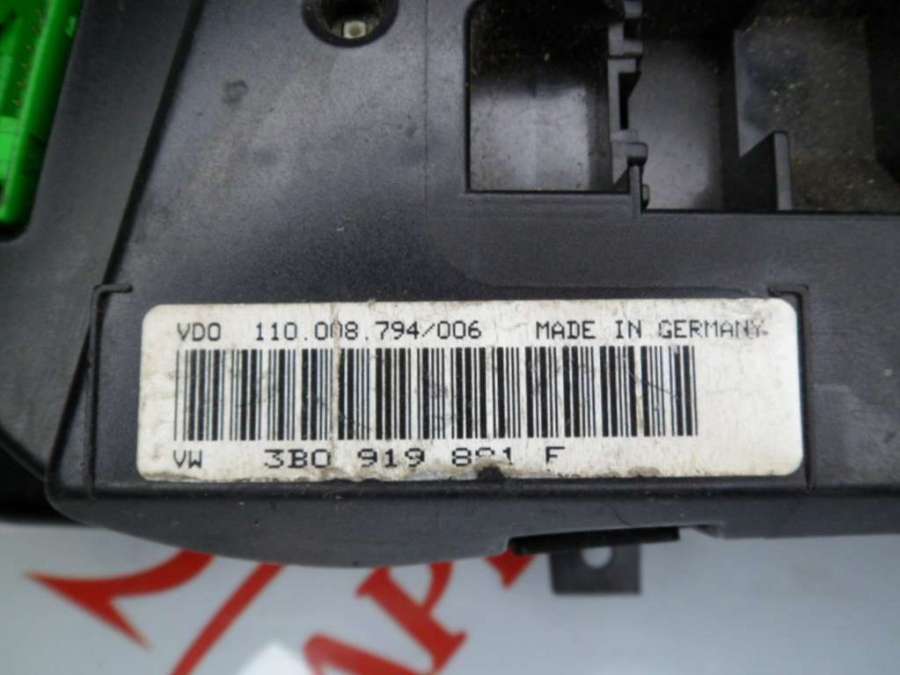 VDO 110.008.794/006 MADE IN GERMANY
VW 3B0 919